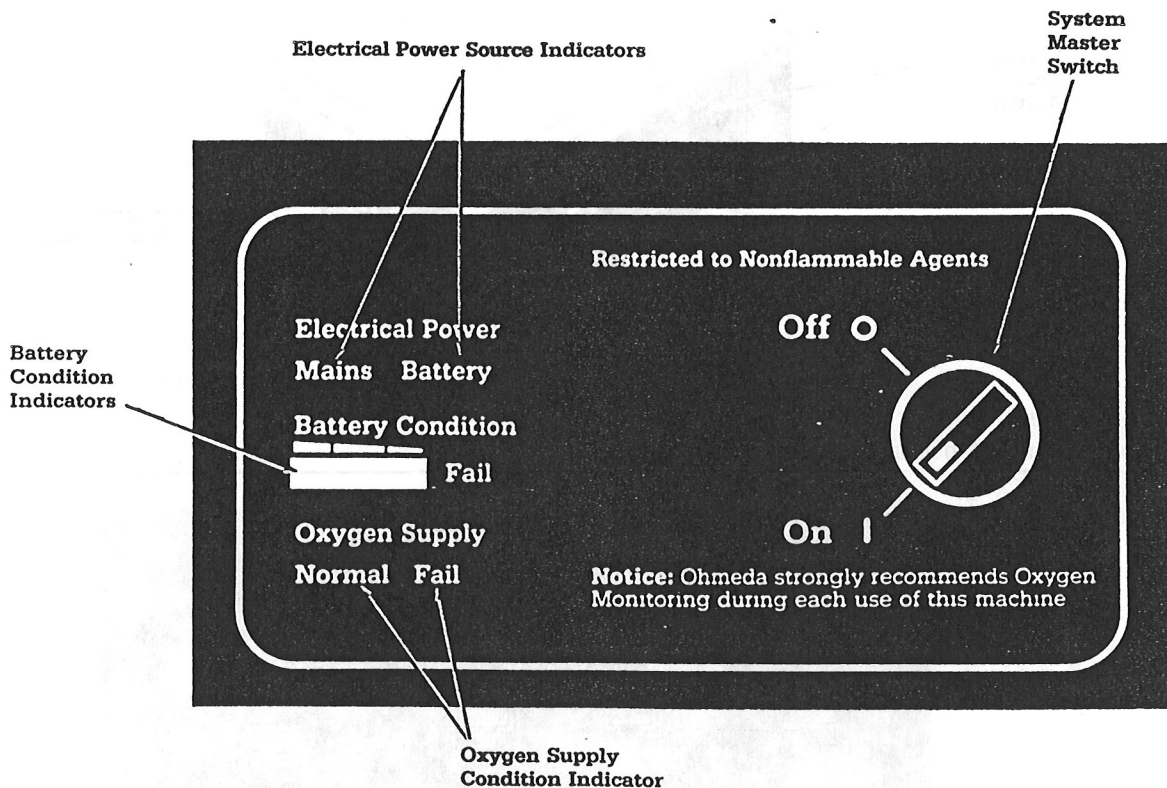 Electrical Power Source Indicators
System
Master
Switch
Restricted to Nonflammable Agents
Electrical Power
Mains Battery
Battery
Condition
Indicators
Battery Condition
Fail
Oxygen Supply
Normal Fail
Off O
On I
Notice: Ohmeda strongly recommends Oxygen
Monitoring during each use of this machine
Oxygen Supply
Condition Indicator